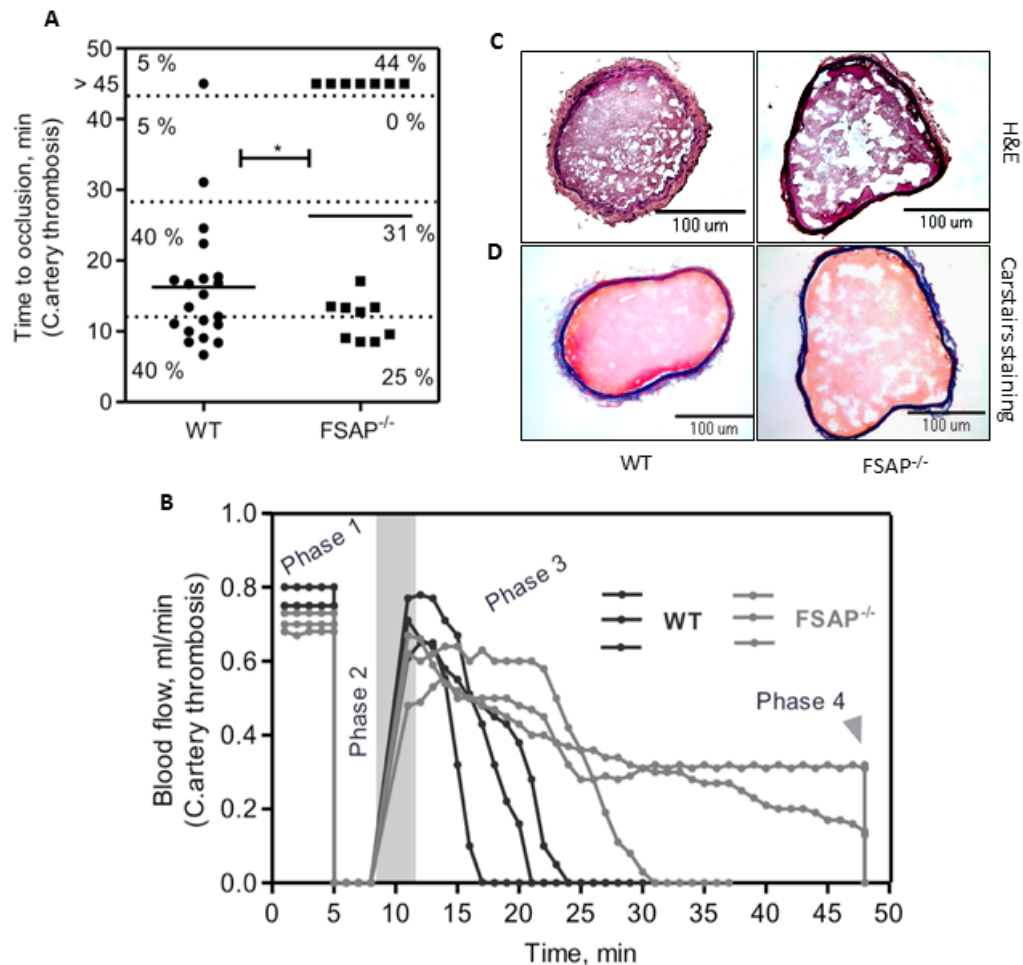 A
Time to occlusion, min
(C.artery thrombosis)
50
> 45
40
30
20
10
0
5 %
44 %
5 %
0 %
*
40 %
31 %
40 %
25 %
WT
FSAP-/-
C
100 um
100 um
H&E
D
100 um
100 um
Carstairs staining
WT
FSAP-/-
B
Blood flow, ml/min
(C.artery thrombosis)
1.0
0.8
0.6
0.4
0.2
0.0
Phase 1
Phase 2
Phase 3
WT
FSAP-/-
Phase 4
0 5 10 15 20 25 30 35 40 45 50
Time, min